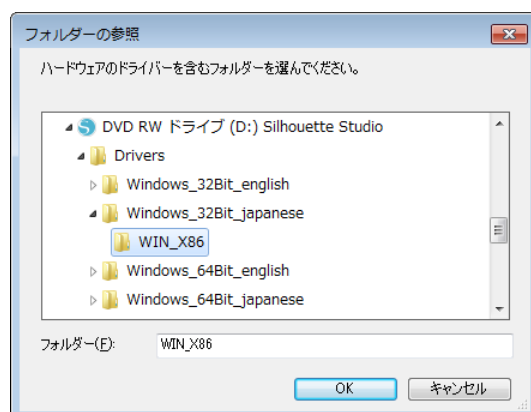 フォルダーの参照
ハードウェアのドライバーを含むフォルダーを選んでください。
DVD RW ドライブ (D:) Silhouette Studio
Drivers
Windows_32Bit_english
Windows_32Bit_japanese
WIN_X86
Windows_64Bit_english
Windows_64Bit_japanese
フォルダー(F): WIN_X86
OK キャンセル